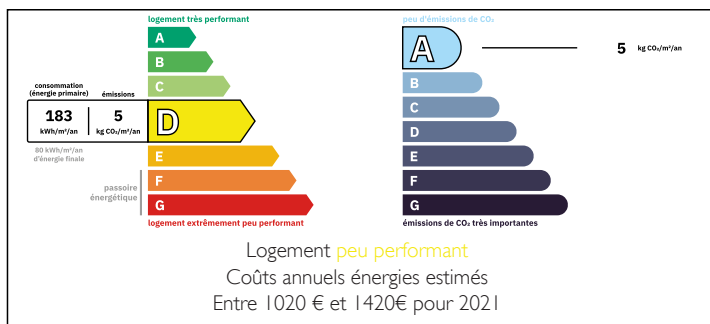 logement très performant
A
B
C
consommation
(énergie primaire)
émissions
183
kWh/m²/an
5
kg CO₂/m²/an
D
80 kWh/m²/an
d'énergie finale
E
passoire
énergétique
F
G
logement extrêmement peu performant
peu d'émissions de CO₂
A
5 kg CO₂/m²/an
B
C
D
E
F
G
émissions de CO₂ très importantes
Logement peu performant
Coûts annuels énergies estimés
Entre 1020 € et 1420€ pour 2021